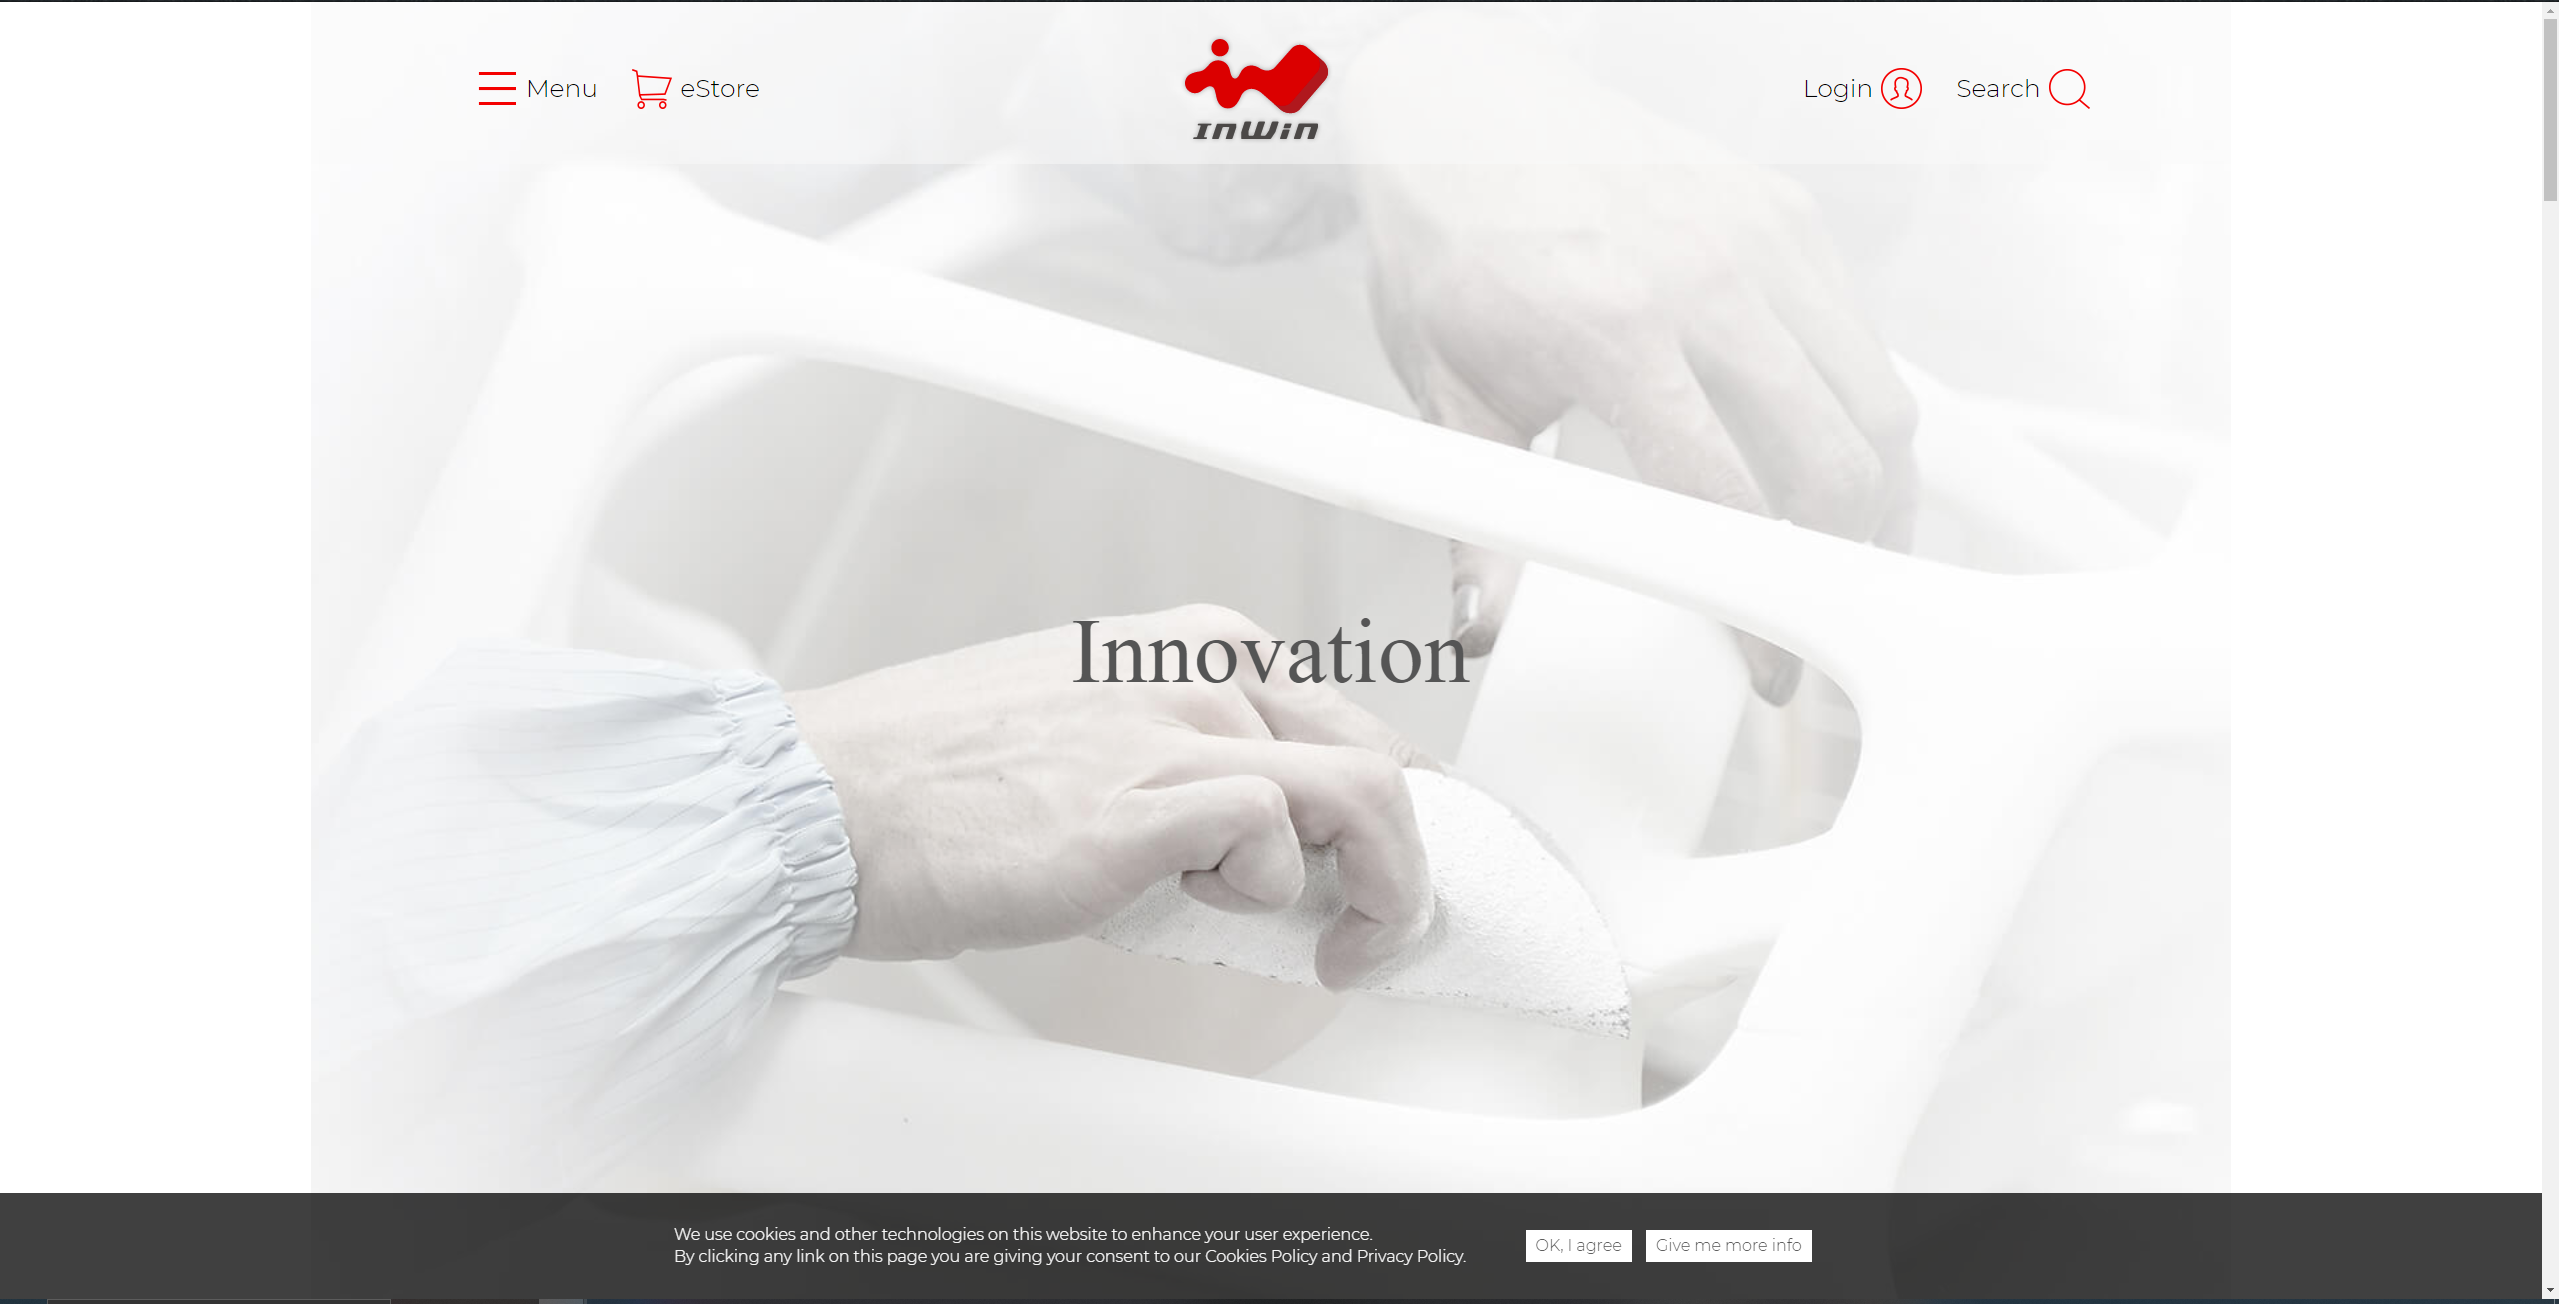 Menu
eStore
InWin
Login
Search
Innovation
We use cookies and other technologies on this website to enhance your user experience.
By clicking any link on this page you are giving your consent to our Cookies Policy and Privacy Policy.
OK, I agree
Give me more info